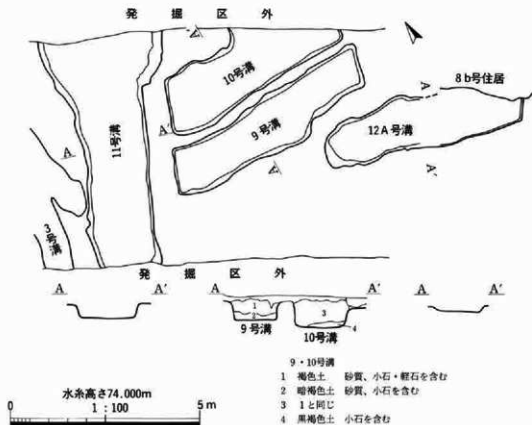 発掘区外
10号溝
8b号住居
A
A
A'
9号溝
12A号溝
11号溝
A
A
A'
3号溝
発掘区外
A A' A A' A A'
1
2
3
4
9号溝
10号溝
9・10号溝
1 褐色土 砂質、小石・軽石を含む
2 暗褐色土 砂質、小石を含む
3 1と同じ
4 黒褐色土 小石を含む
水糸高さ74.000m
0 1：100 5m